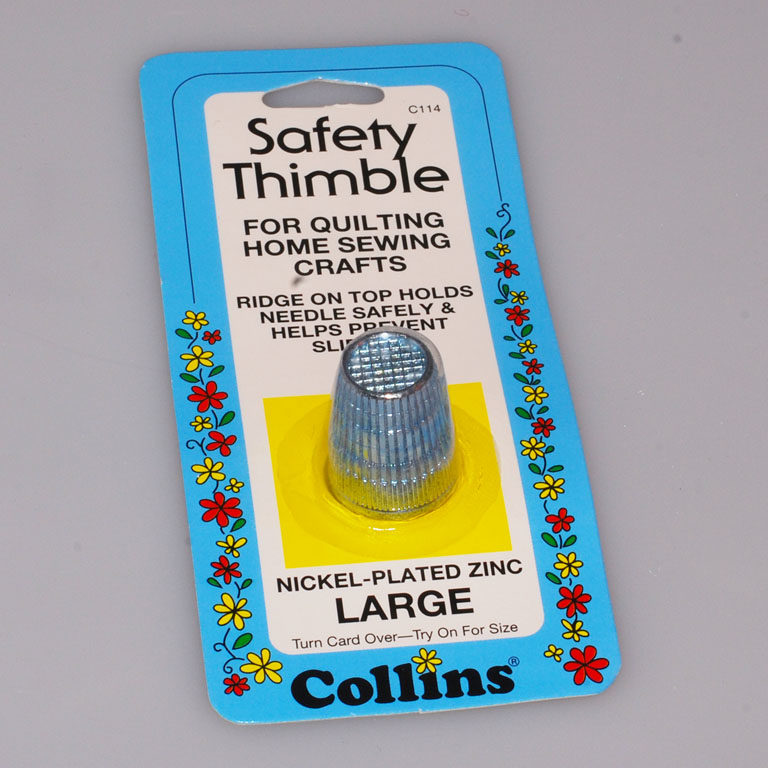 C114
Safety
Thimble
FOR QUILTING
HOME SEWING
CRAFTS
RIDGE ON TOP HOLDS
NEEDLE SAFELY &
HELPS PREVENT
NICKEL-PLATED ZINC
LARGE
Turn Card Over—Try On For Size
Collins®